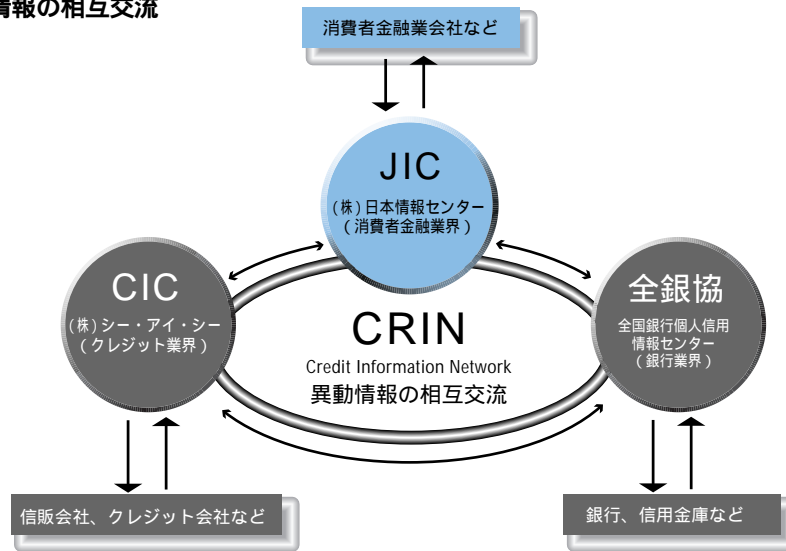 情報の相互交流
消費者金融業会社など
JIC
(株)日本情報センター
(消費者金融業界)
CIC
(株)シー・アイ・シー
(クレジット業界)
全銀協
全国銀行個人信用
情報センター
(銀行業界)
CRIN
Credit Information Network
異動情報の相互交流
信販会社、クレジット会社など
銀行、信用金庫など